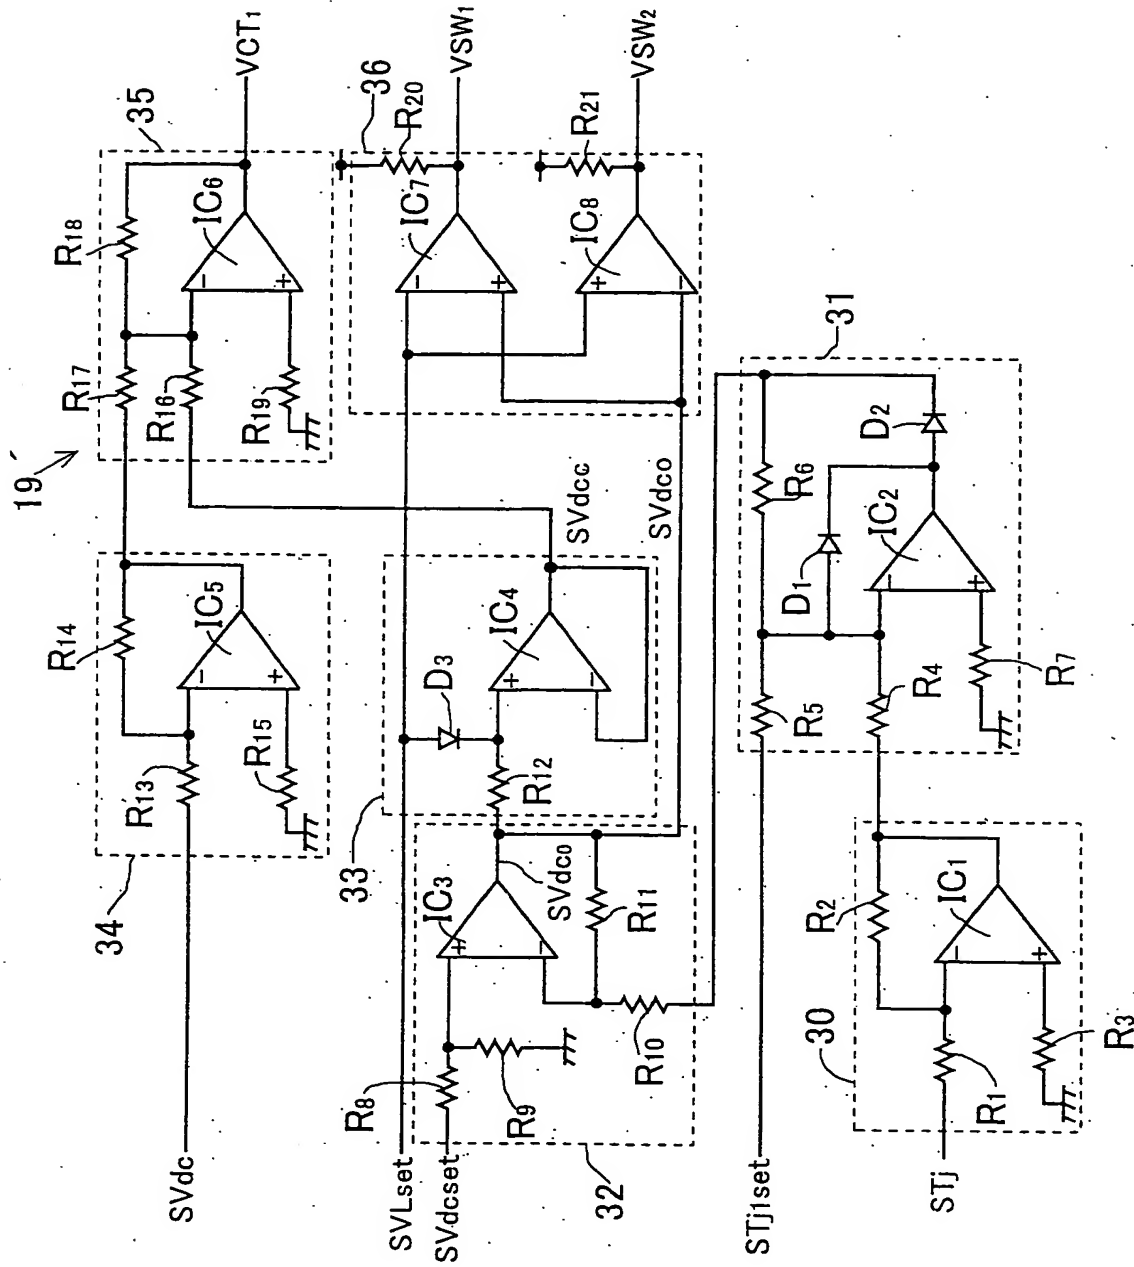 19
34
R14
R13
IC5
R15
SVdc
35
R18
R17
IC6
R16
R19
VCT1
33
D3
IC4
R12
SVdcc
SVLset
36
R20
IC7
VSW1
R21
IC8
VSW2
SVdco
SVdc0
IC3
R11
R8
R9
R10
SVdcset
32
31
R6
D1
D2
IC2
R5
R4
R7
STj1set
30
R2
IC1
R1
R3
STj
−
+
−
+
+
−
−
+
+
−
+
−
−
+
−
+